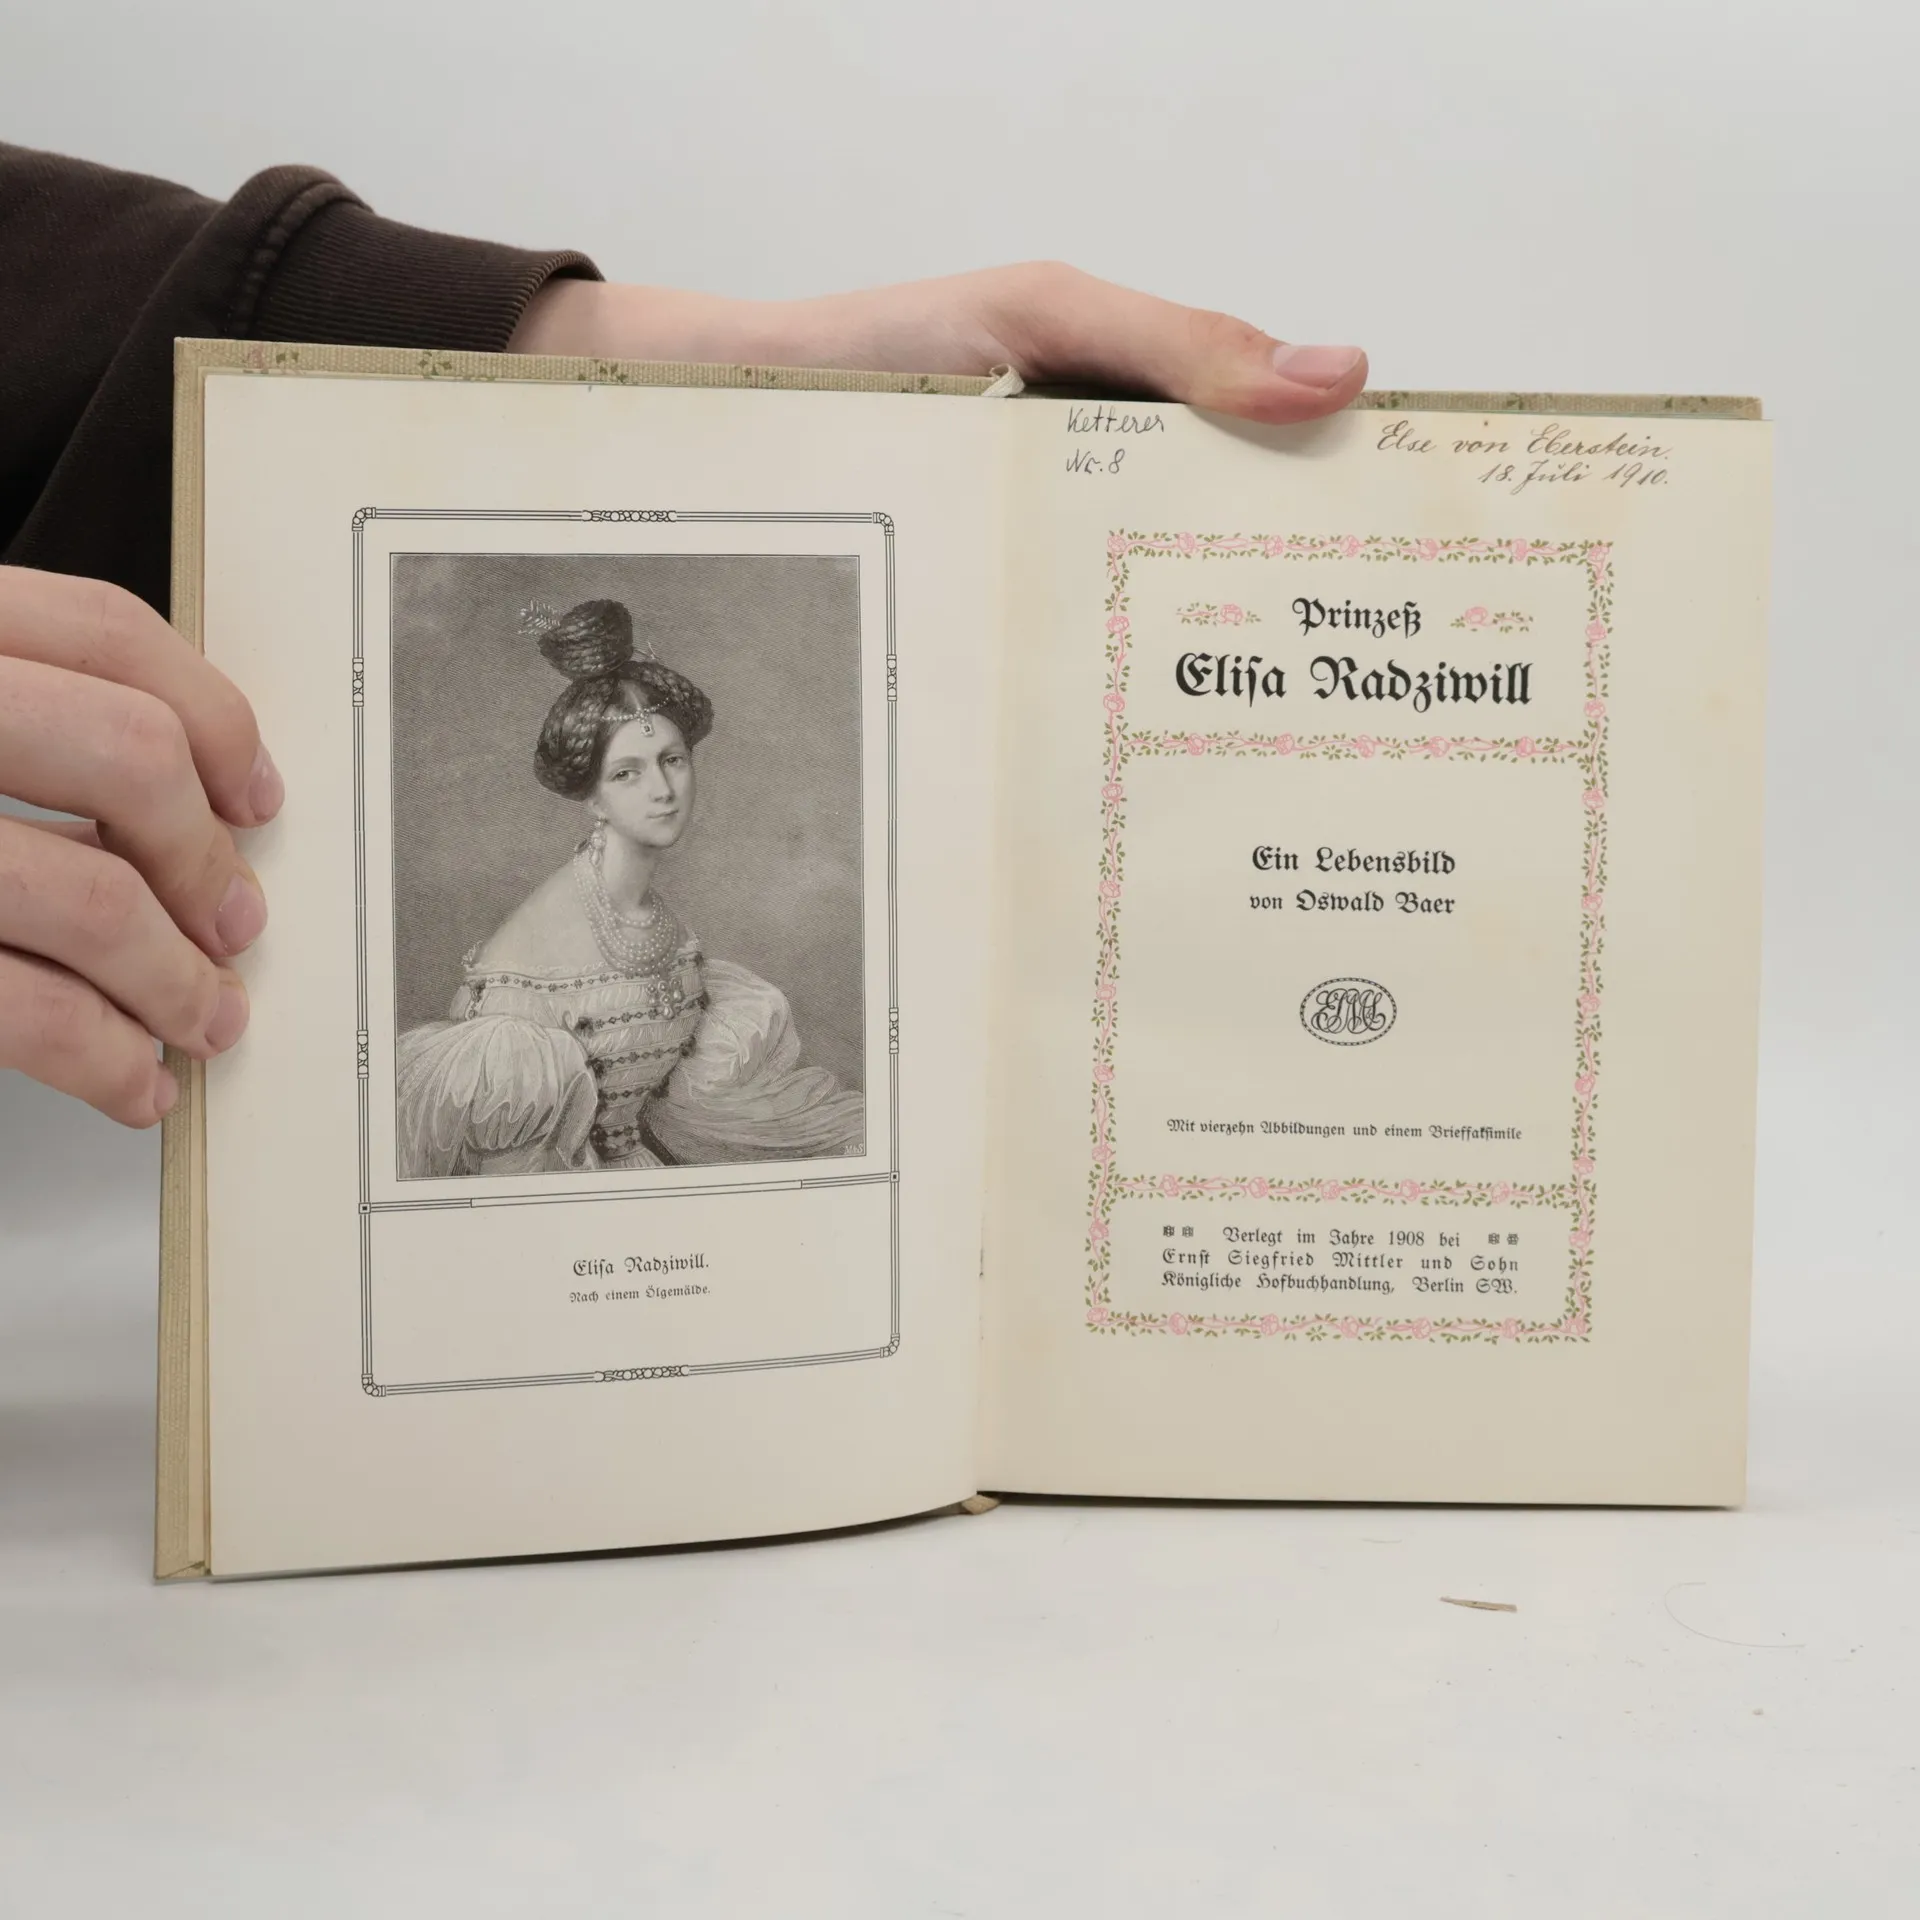 Elisa Radziwill.
Nach einem Ölgemälde.
Ketterer
Nr. 8
Else von Eberstein.
18. Juli 1910.
Prinzeß
Eliſa Radziwill
Ein Lebensbild
von Oswald Baer
Mit vierzehn Abbildungen und einem Brieffakſimile
Verlegt im Jahre 1908 bei
Ernſt Siegfried Mittler und Sohn
Königliche Hofbuchhandlung, Berlin SW.